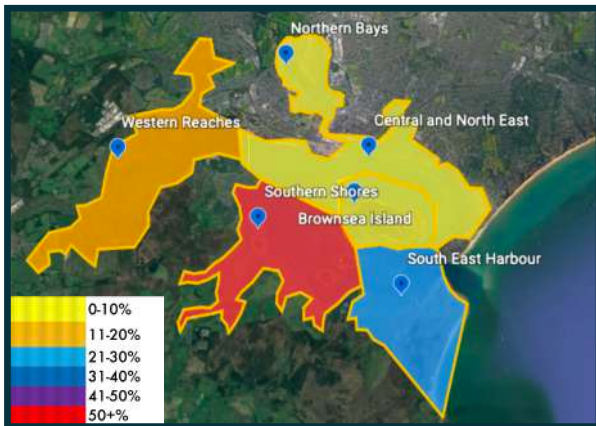 Northern Bays
Western Reaches
Central and North East
Southern Shores
Brownsea Island
South East Harbour
0-10%
11-20%
21-30%
31-40%
41-50%
50+%